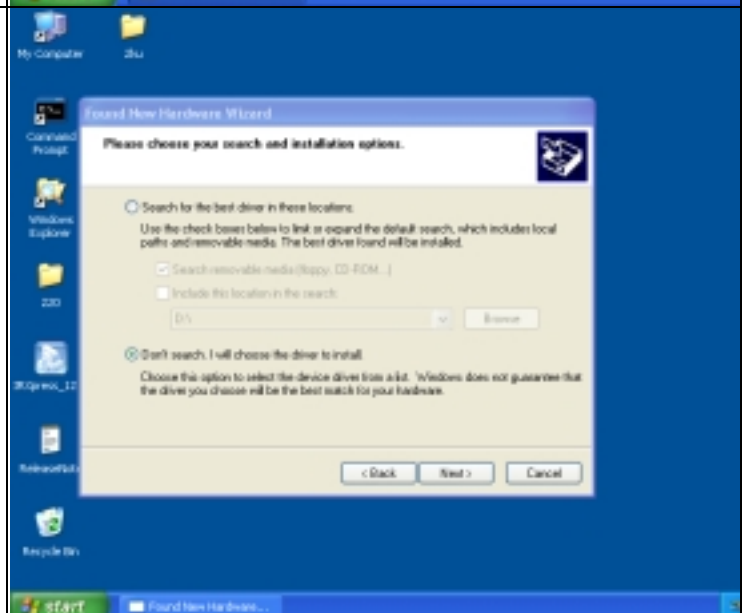 My Computer
Command
Prompt
Windows
Explorer
220
Recycle Bin
Found New Hardware Wizard
Please choose your search and installation options.
Search for the best driver in these locations.
Use the check boxes below to limit or expand the default search, which includes local
paths and removable media. The best driver found will be installed.
Search removable media (floppy, CD-ROM...)
Include this location in the search:
D:\
Browse
Don't search. I will choose the driver to install.
Choose this option to select the device driver from a list. Windows does not guarantee that
the driver you choose will be the best match for your hardware.
< Back
Next >
Cancel
start
Found New Hardware...